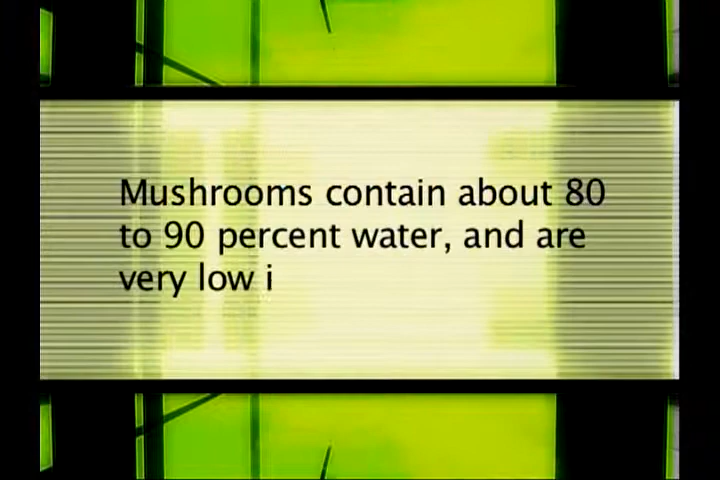 Mushrooms contain about 80
to 90 percent water, and are
very low i